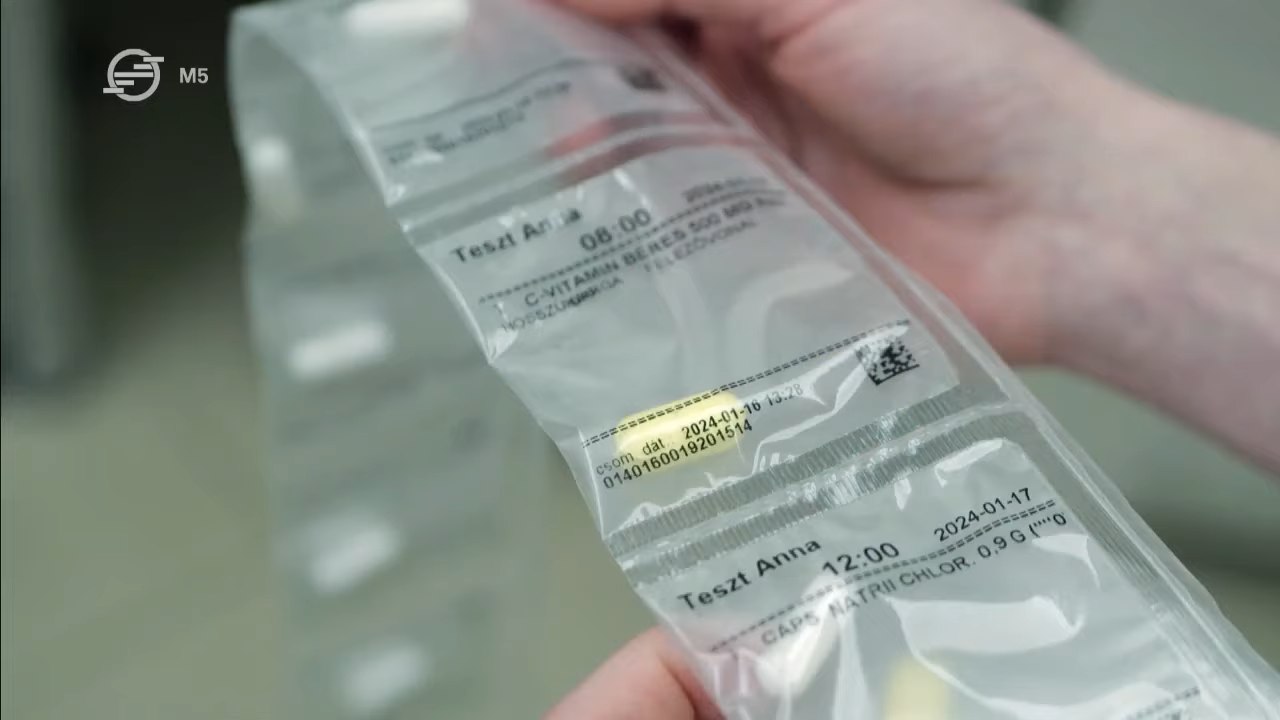 M5
Teszt Anna
08:00
C-VITAMIN BÉRES 500 MG
FELEZŐVONAL
csom dát. 2024-01-16 13:28
0140160019201514
Teszt Anna
12:00
2024-01-17
CAPS NATRII CHLOR. 0,9 G (""0